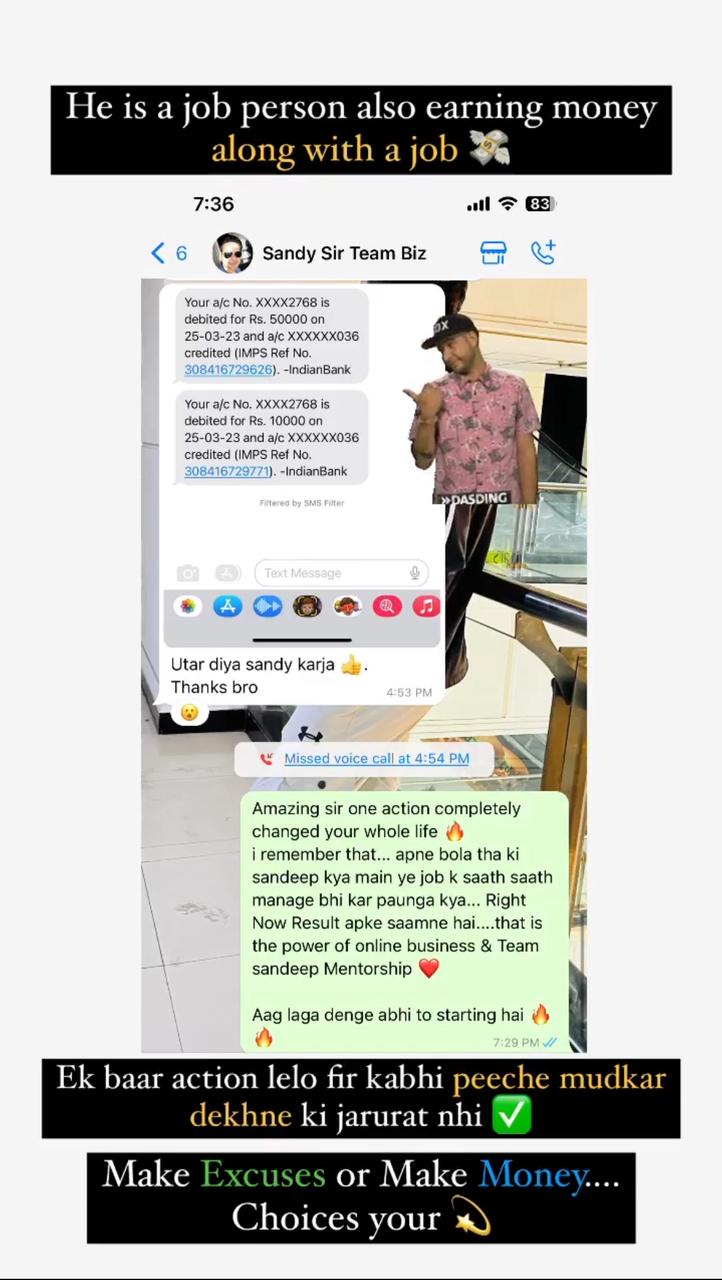 He is a job person also earning money
along with a job 💸
7:36
83
6
Sandy Sir Team Biz
Your a/c No. XXXX2768 is
debited for Rs. 50000 on
25-03-23 and a/c XXXXXX036
credited (IMPS Ref No.
308416729626). -IndianBank
Your a/c No. XXXX2768 is
debited for Rs. 10000 on
25-03-23 and a/c XXXXXX036
credited (IMPS Ref No.
308416729771). -IndianBank
»DASDING
Filtered by SMS Filter
Text Message
Utar diya sandy karja 👍.
Thanks bro
4:53 PM
Missed voice call at 4:54 PM
Amazing sir one action completely
changed your whole life 🔥
i remember that... apne bola tha ki
sandeep kya main ye job k saath saath
manage bhi kar paunga kya... Right
Now Result apke saamne hai....that is
the power of online business & Team
sandeep Mentorship ❤️
Aag laga denge abhi to starting hai 🔥
🔥
7:29 PM
Ek baar action lelo fir kabhi peeche mudkar
dekhne ki jarurat nhi ✅
Make Excuses or Make Money....
Choices your 💫